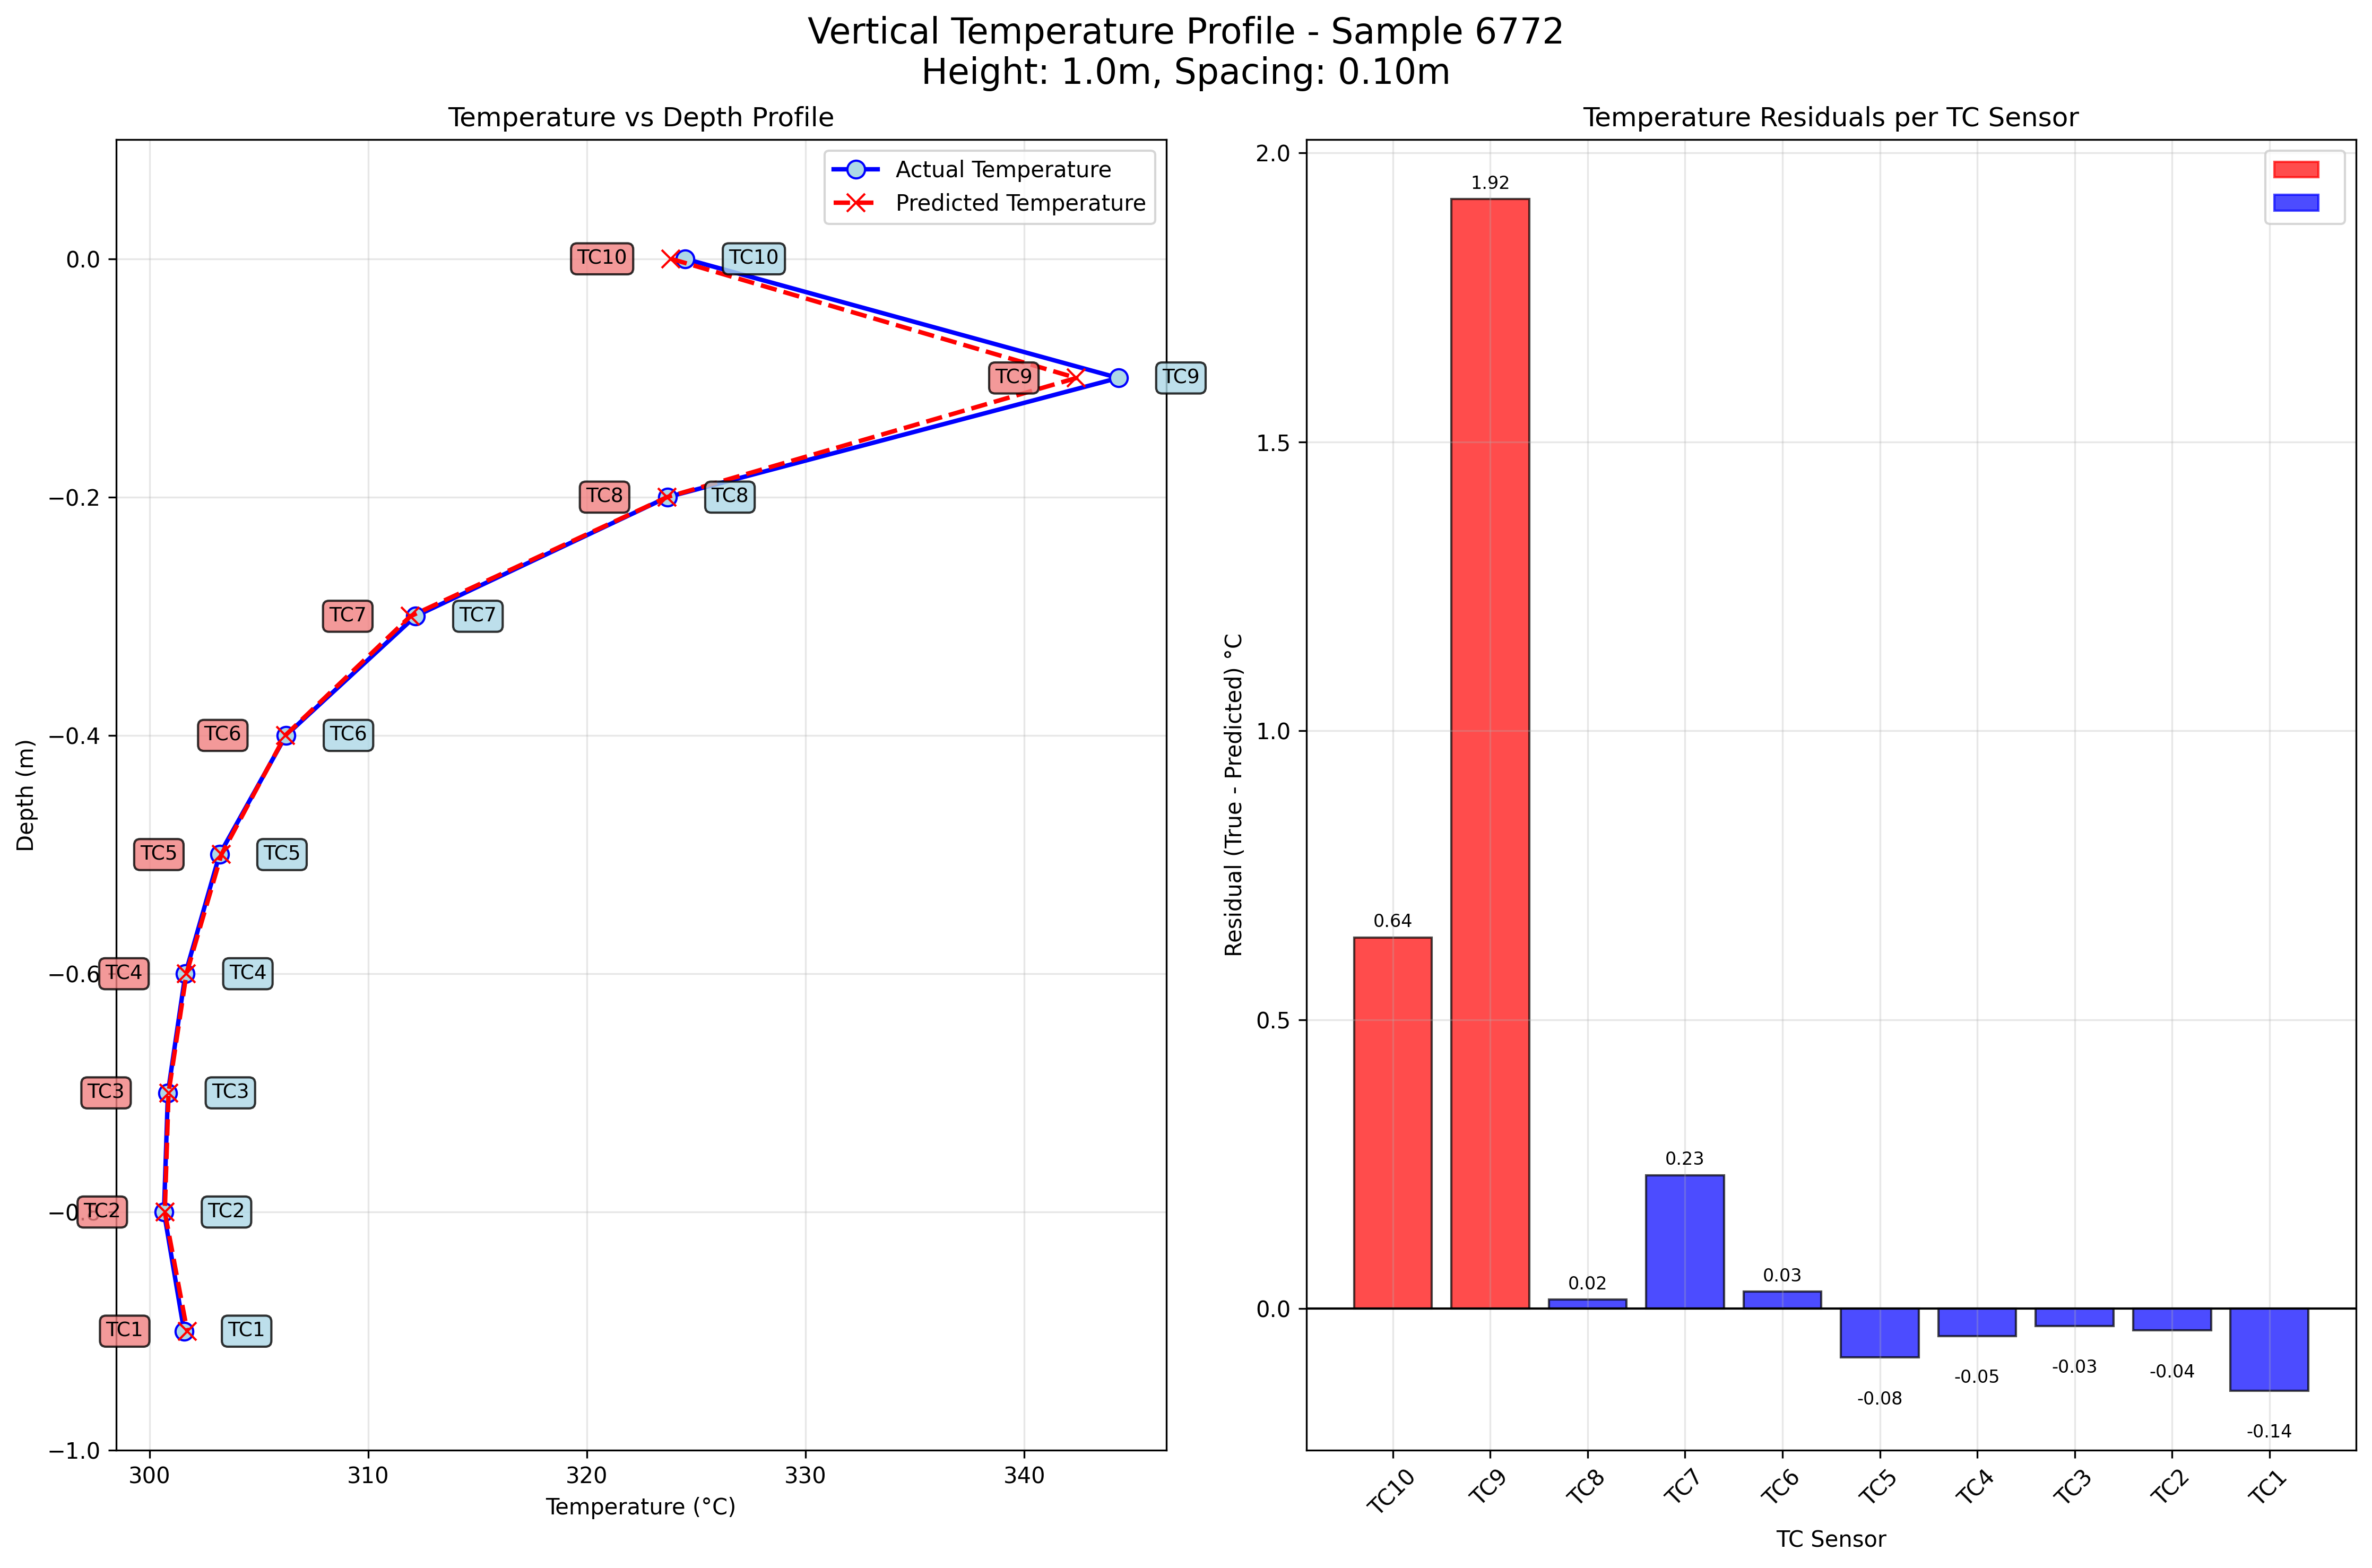 Vertical Temperature Profile - Sample 6772
Height: 1.0m, Spacing: 0.10m
Temperature vs Depth Profile
Actual Temperature
Predicted Temperature
TC10
TC10
TC9
TC9
TC8
TC8
TC7
TC7
TC6
TC6
TC5
TC5
TC4
TC4
TC3
TC3
TC2
TC2
TC1
TC1
0.0
−0.2
−0.4
−0.6
−0.8
−1.0
Depth (m)
300 310 320 330 340
Temperature (°C)
Temperature Residuals per TC Sensor
2.0
1.5
1.0
0.5
0.0
Residual (True - Predicted) °C
0.64
1.92
0.02
0.23
0.03
-0.08
-0.05
-0.03
-0.04
-0.14
TC10 TC9 TC8 TC7 TC6 TC5 TC4 TC3 TC2 TC1
TC Sensor